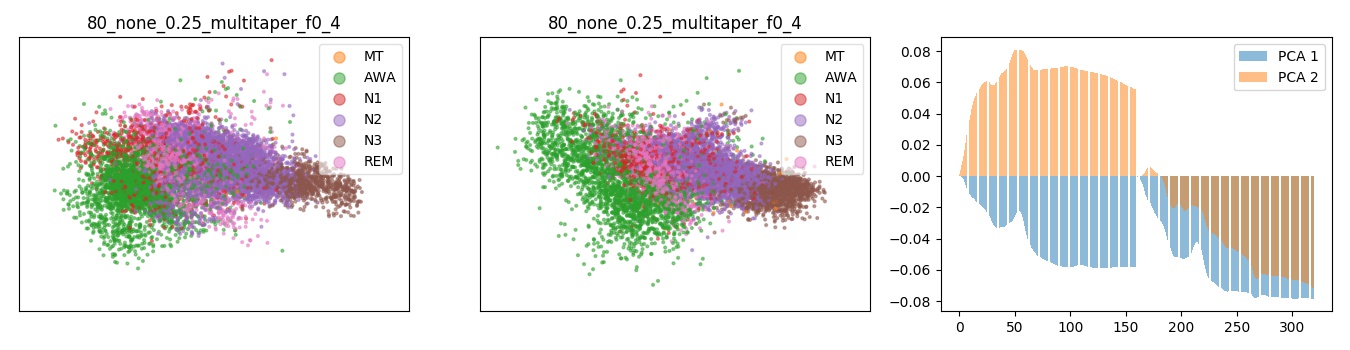 80_none_0.25_multitaper_f0_4
MT
AWA
N1
N2
N3
REM
80_none_0.25_multitaper_f0_4
MT
AWA
N1
N2
N3
REM
PCA 1
PCA 2
0.08
0.06
0.04
0.02
0.00
−0.02
−0.04
−0.06
−0.08
0 50 100 150 200 250 300